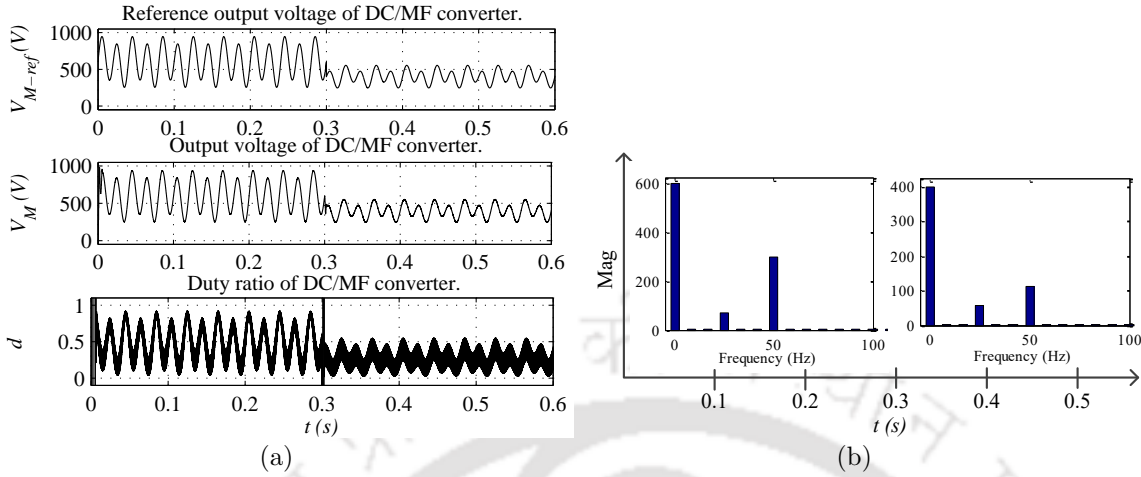 Reference output voltage of DC/MF converter.
V_{M-ref}(V)
1000
500
0
0 0.1 0.2 0.3 0.4 0.5 0.6
Output voltage of DC/MF converter.
V_M(V)
1000
500
0
0 0.1 0.2 0.3 0.4 0.5 0.6
Duty ratio of DC/MF converter.
d
1
0.5
0
0 0.1 0.2 0.3 0.4 0.5 0.6
t (s)
(a)
Mag
600
400
200
0
0 50 100
Frequency (Hz)
400
300
200
100
0
0 50 100
Frequency (Hz)
0.1 0.2 0.3 0.4 0.5
t (s)
(b)